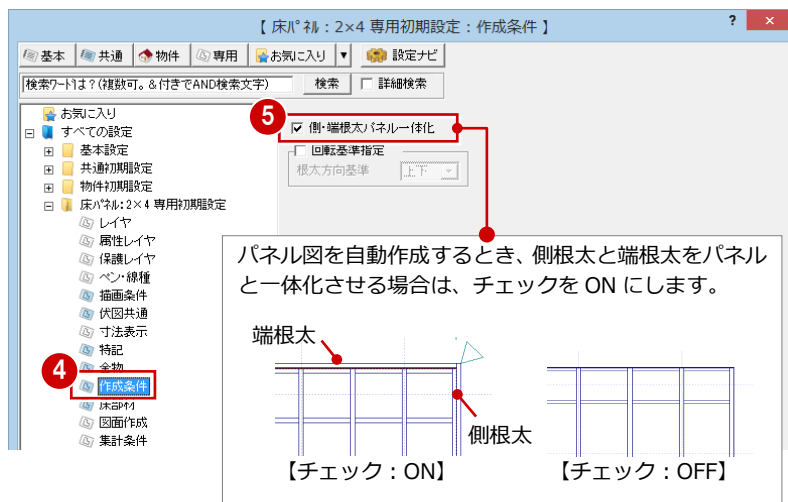 【 床ﾊﾟﾈﾙ：2×4 専用初期設定：作成条件 】 ? ×
基本 共通 物件 専用 お気に入り ▼ 設定ナビ
検索ﾜｰﾄﾞは？(複数可。＆付きでAND検索文字) 検索 詳細検索
お気に入り
すべての設定
基本設定
共通初期設定
物件初期設定
床ﾊﾟﾈﾙ:2×4 専用初期設定
レイヤ
属性レイヤ
保護レイヤ
ペン・線種
描画条件
伏図共通
寸法表示
特記
金物
4
作成条件
床部材
図面作成
集計条件
5
側・端根太パネル一体化
回転基準指定
根太方向基準 上下
パネル図を自動作成するとき、側根太と端根太をパネル
と一体化させる場合は、チェックを ON にします。
端根太
側根太
【チェック：ON】 【チェック：OFF】